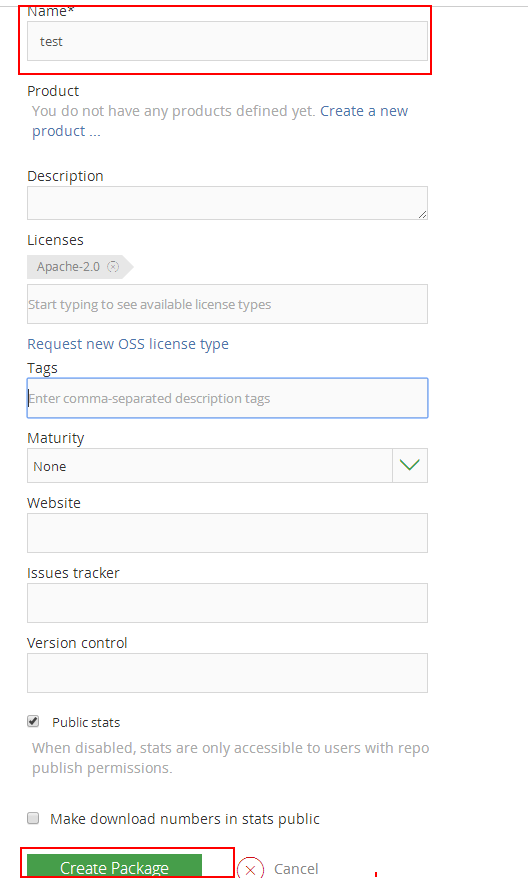 Name*
test
Product
You do not have any products defined yet. Create a new
product ...
Description
Licenses
Apache-2.0
Start typing to see available license types
Request new OSS license type
Tags
Enter comma-separated description tags
Maturity
None
Website
Issues tracker
Version control
Public stats
When disabled, stats are only accessible to users with repo
publish permissions.
Make download numbers in stats public
Create Package Cancel